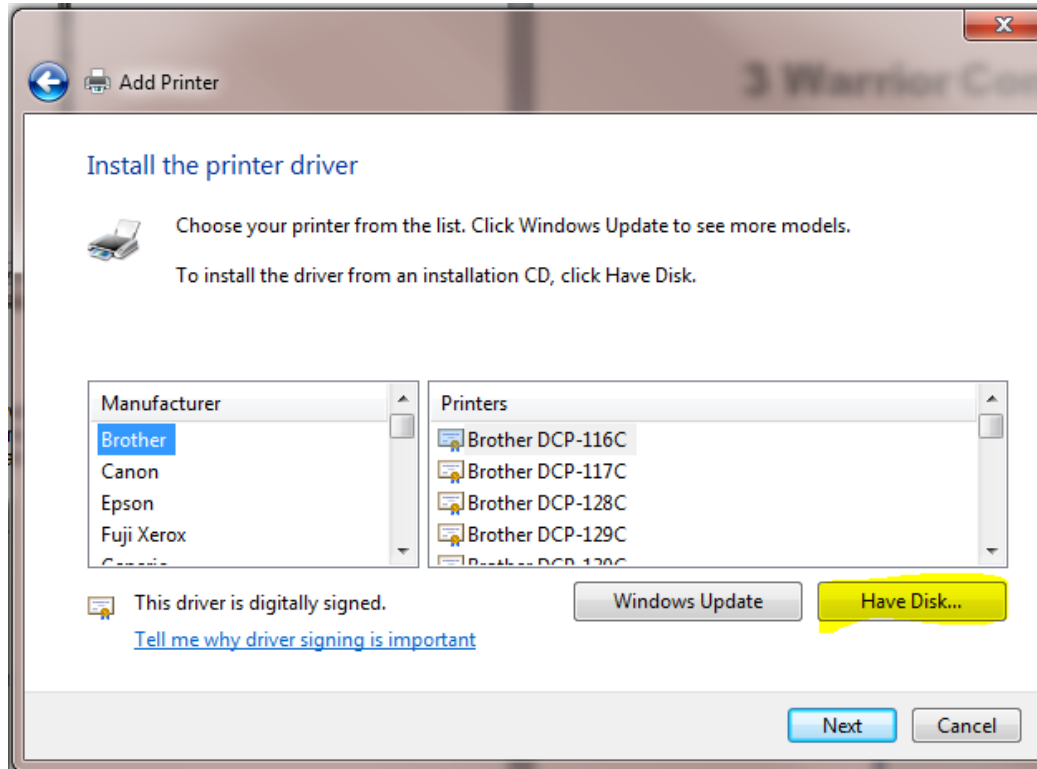 Add Printer
3 Warrior
Install the printer driver
Choose your printer from the list. Click Windows Update to see more models.
To install the driver from an installation CD, click Have Disk.
Manufacturer
Brother
Canon
Epson
Fuji Xerox
Printers
Brother DCP-116C
Brother DCP-117C
Brother DCP-128C
Brother DCP-129C
This driver is digitally signed.
Tell me why driver signing is important
Windows Update
Have Disk...
Next
Cancel